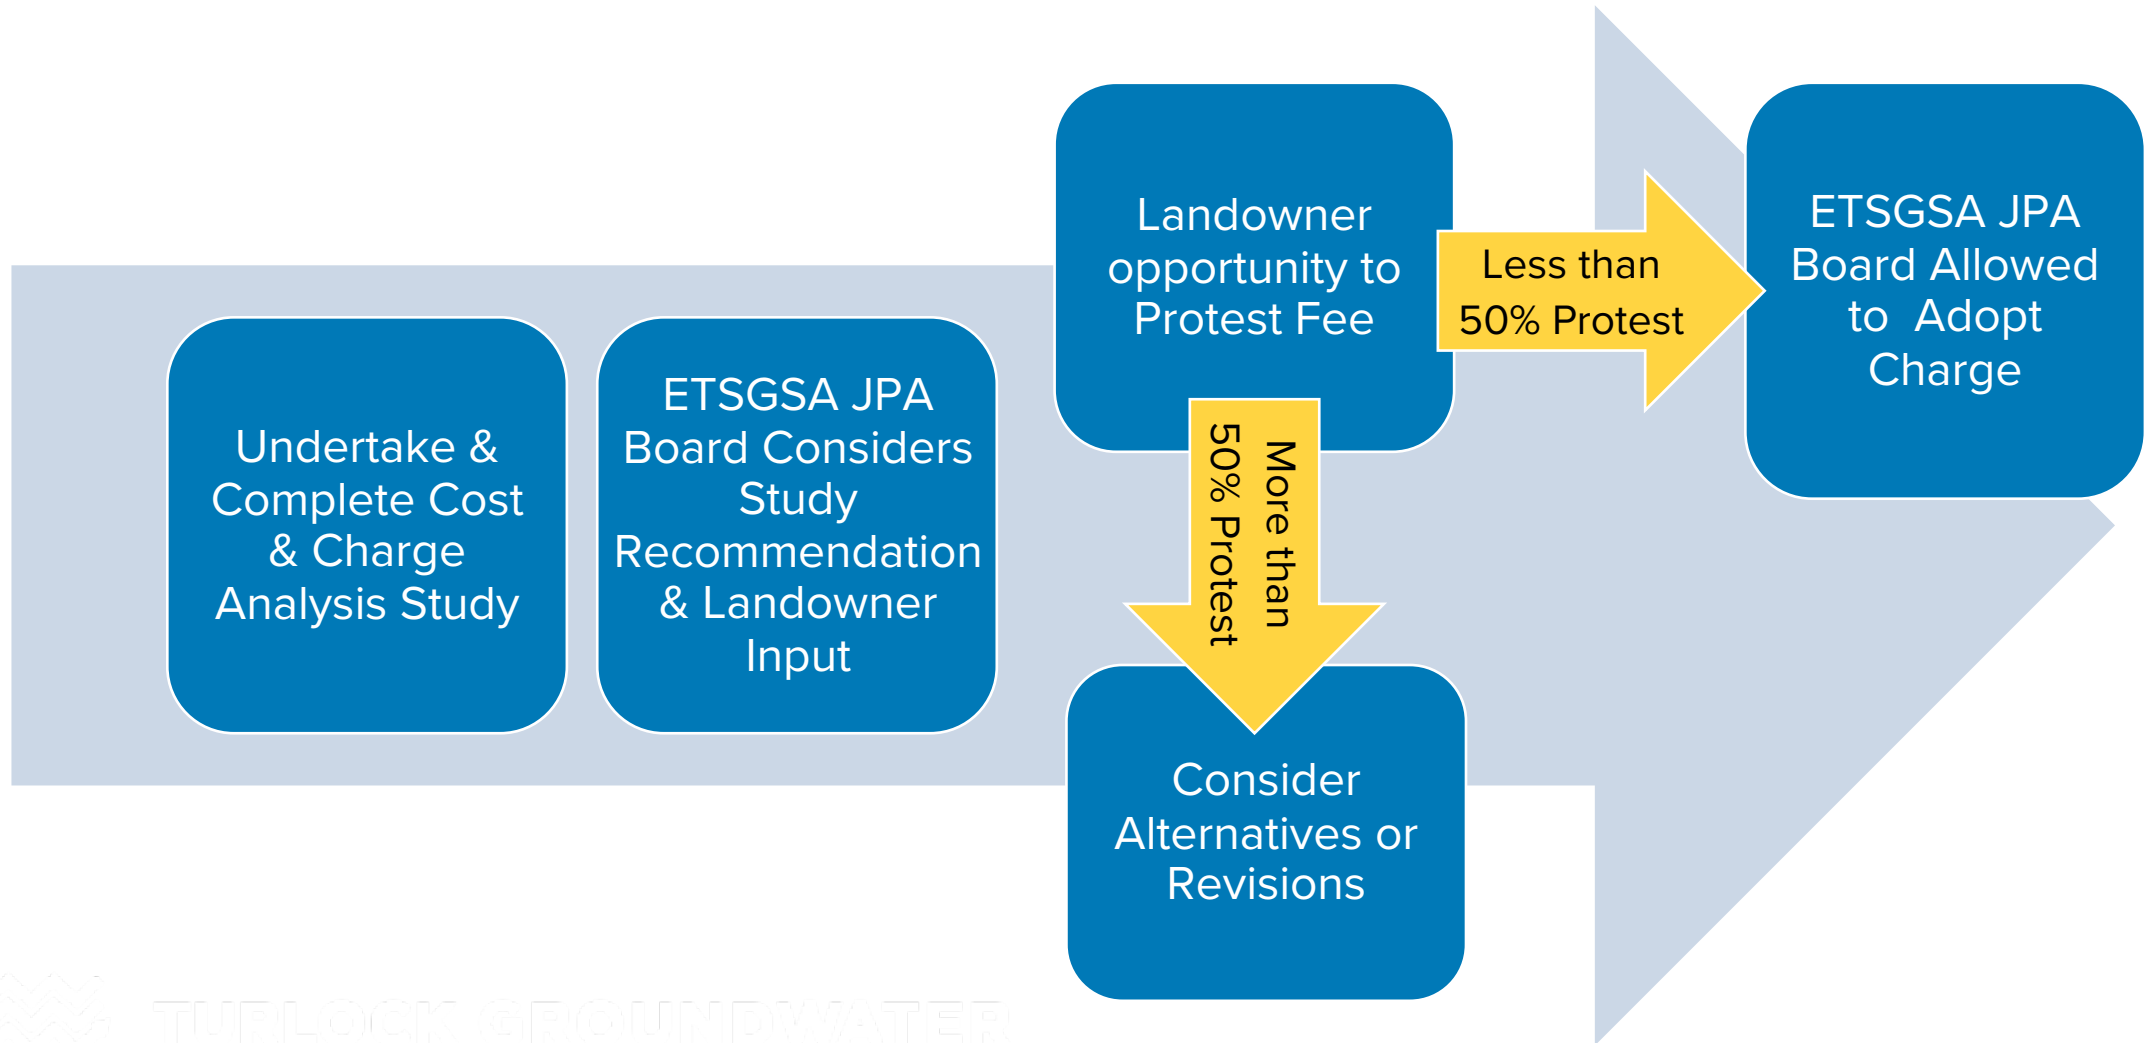 Undertake &
Complete Cost
& Charge
Analysis Study
ETSGSA JPA
Board Considers
Study
Recommendation
& Landowner
Input
Landowner
opportunity to
Protest Fee
Less than
50% Protest
ETSGSA JPA
Board Allowed
to Adopt
Charge
More than
50% Protest
Consider
Alternatives or
Revisions
TURLOCK GROUNDWATER